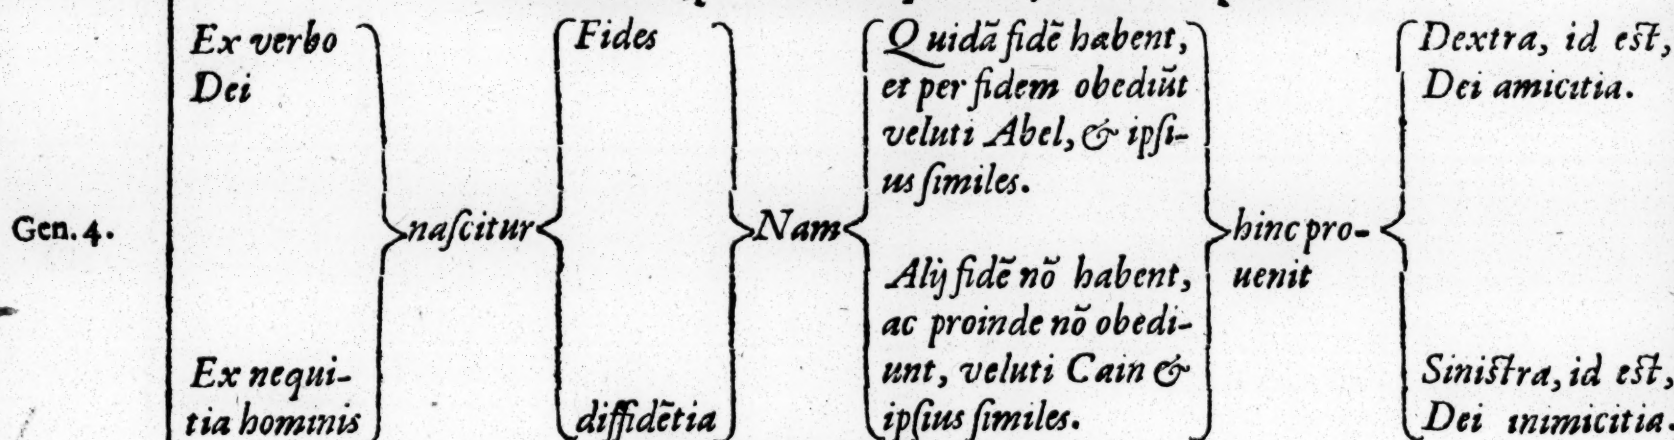 Ex verbo
Dei
Gen. 4.
Ex nequi-
tia hominis
naſcitur
Fides
diffidẽtia
Nam
Quidã fidẽ habent,
et per fidem obediũt
veluti Abel, & ipſi-
us ſimiles.
Alij fidẽ nõ habent,
ac proinde nõ obedi-
unt, veluti Cain &
ipſius ſimiles.
hinc pro-
uenit
Dextra, id eſt,
Dei amicitia.
Siniſtra, id eſt,
Dei inimicitia.